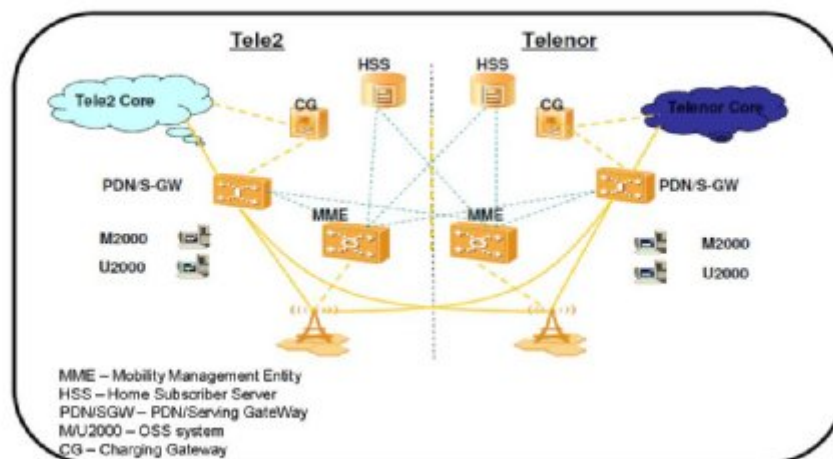 Tele2
Telenor
HSS
HSS
Tele2 Core
CG
CG
Telenor Core
PDN/S-GW
PDN/S-GW
MME
MME
M2000
M2000
U2000
U2000
MME – Mobility Management Entity
HSS – Home Subscriber Server
PDN/SGW – PDN/Serving GateWay
M/U2000 – OSS system
CG – Charging Gateway